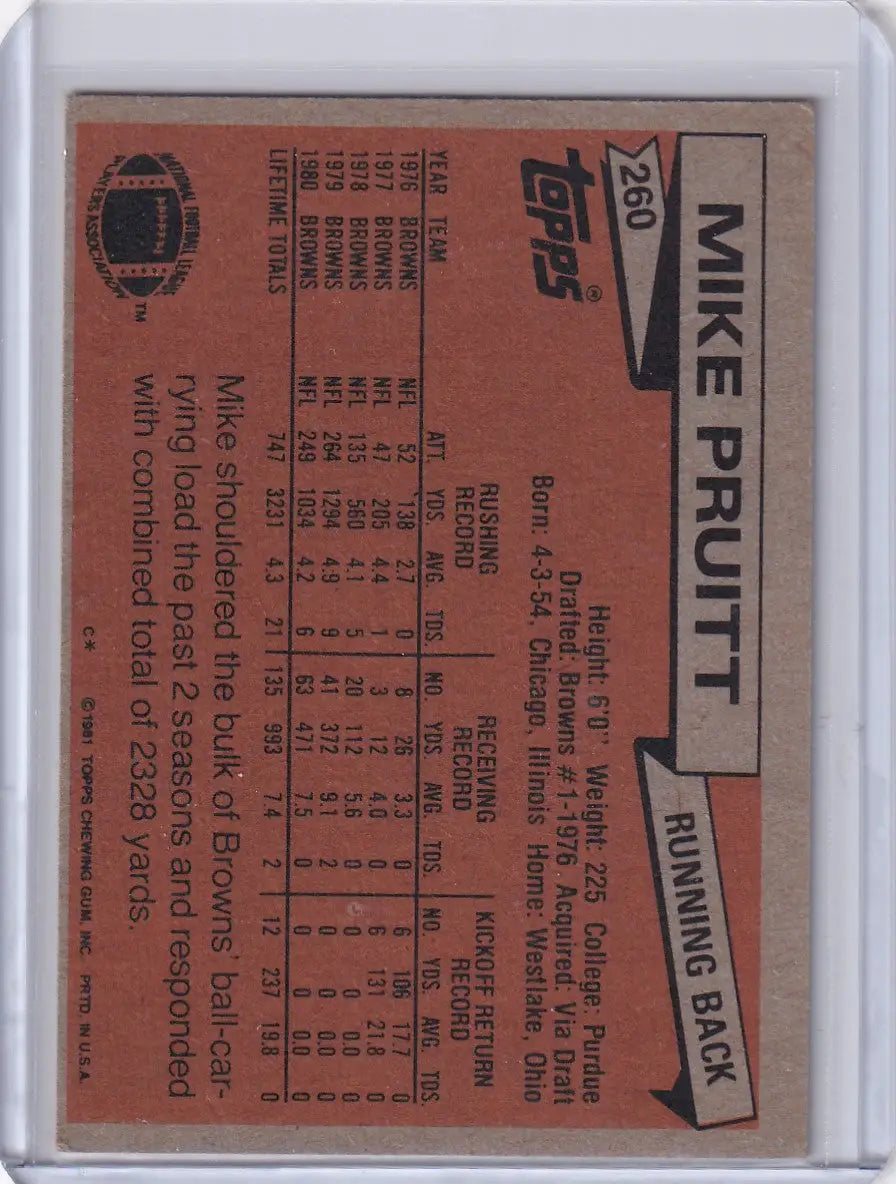 MIKE PRUITT
RUNNING BACK
260
topps®
Height: 6'0" Weight: 225 College: Purdue
Drafted: Browns #1-1976 Acquired: Via Draft
Born: 4-3-54, Chicago, Illinois Home: Westlake, Ohio
RUSHING RECORD RECEIVING RECORD KICKOFF RETURN RECORD
YEAR TEAM ATT. YDS. AVG. TDS. NO. YDS. AVG. TDS. NO. YDS. AVG. TDS.
1976 BROWNS NFL 52 138 2.7 0 8 26 3.3 0 6 106 17.7 0
1977 BROWNS NFL 47 205 4.4 1 3 12 4.0 0 6 131 21.8 0
1978 BROWNS NFL 135 560 4.1 5 20 112 5.6 0 0 0 0.0 0
1979 BROWNS NFL 264 1294 4.9 9 41 372 9.1 2 0 0 0.0 0
1980 BROWNS NFL 249 1034 4.2 6 63 471 7.5 0 0 0 0.0 0
LIFETIME TOTALS 747 3231 4.3 21 135 993 7.4 2 12 237 19.8 0
NATIONAL FOOTBALL LEAGUE
PLAYERS ASSOCIATION
TM
Mike shouldered the bulk of Browns' ball-car-
rying load the past 2 seasons and responded
with combined total of 2328 yards.
C* ©1981 TOPPS CHEWING GUM, INC. PRTD. IN U.S.A.